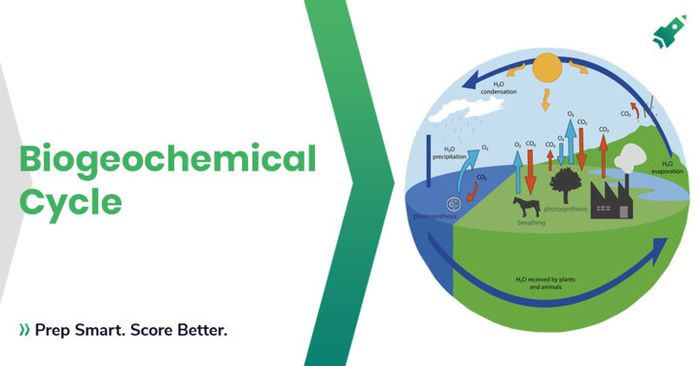 Biogeochemical
Cycle
Prep Smart. Score Better.
H₂O
condensation
H₂O
precipitation
O₂
CO₂
photosynthesis
O₂
CO₂
breathing
CO₂
O₂
O₂
CO₂
photosynthesis
CO₂
CO₂
H₂O
evaporation
H₂O received by plants
and animals